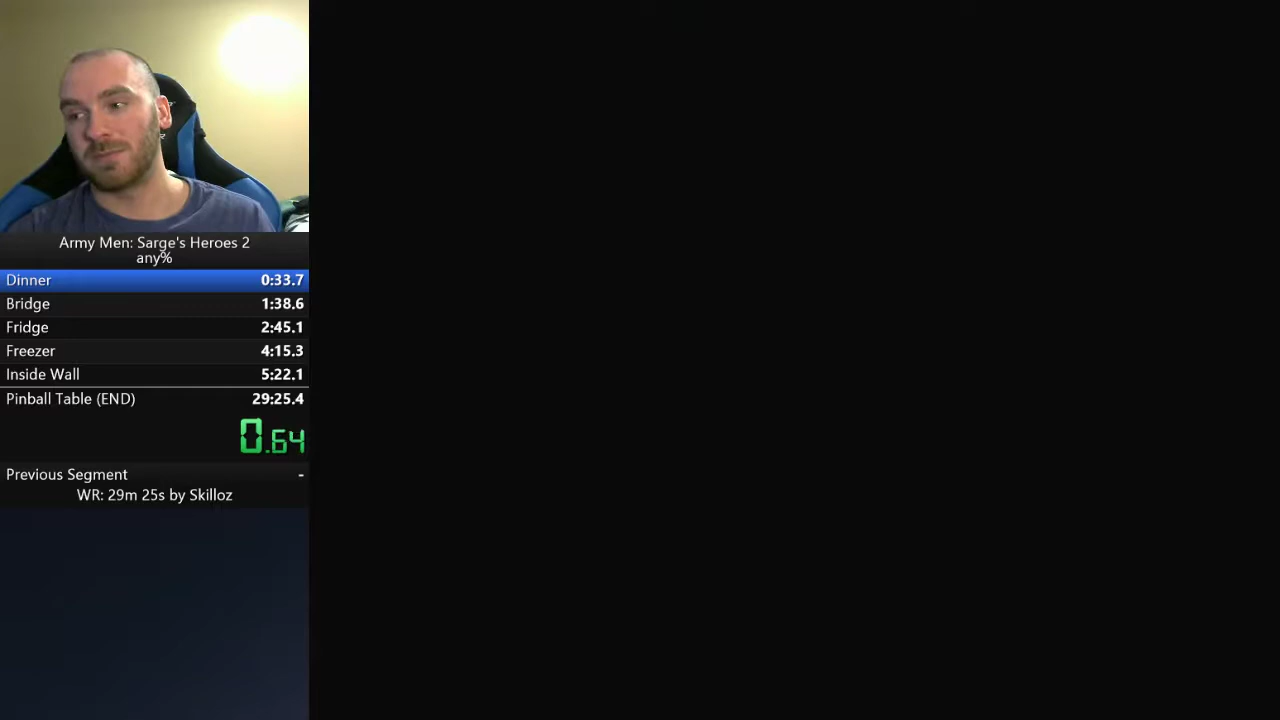 Army Men: Sarge's Heroes 2
any%
Dinner 0:33.7
Bridge 1:38.6
Fridge 2:45.1
Freezer 4:15.3
Inside Wall 5:22.1
Pinball Table (END) 29:25.4
0.64
Previous Segment -
WR: 29m 25s by Skilloz